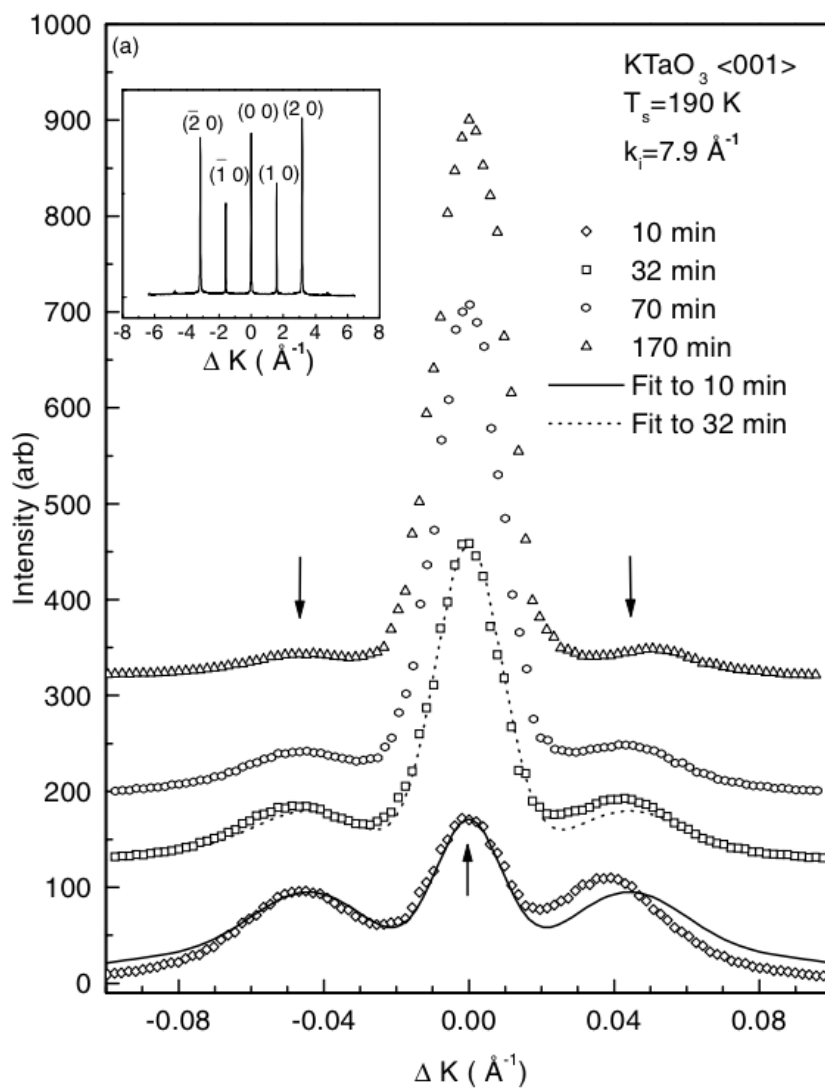 (a)
KTaO₃ <001>
Tₛ=190 K
kᵢ=7.9 Å⁻¹
10 min
32 min
70 min
170 min
Fit to 10 min
Fit to 32 min
(2̅ 0)
(1̅ 0)
(0 0)
(1 0)
(2 0)
-8 -6 -4 -2 0 2 4 6 8
Δ K ( Å⁻¹)
1000
900
800
700
600
500
400
300
200
100
0
Intensity (arb)
-0.08 -0.04 0.00 0.04 0.08
Δ K ( Å⁻¹)